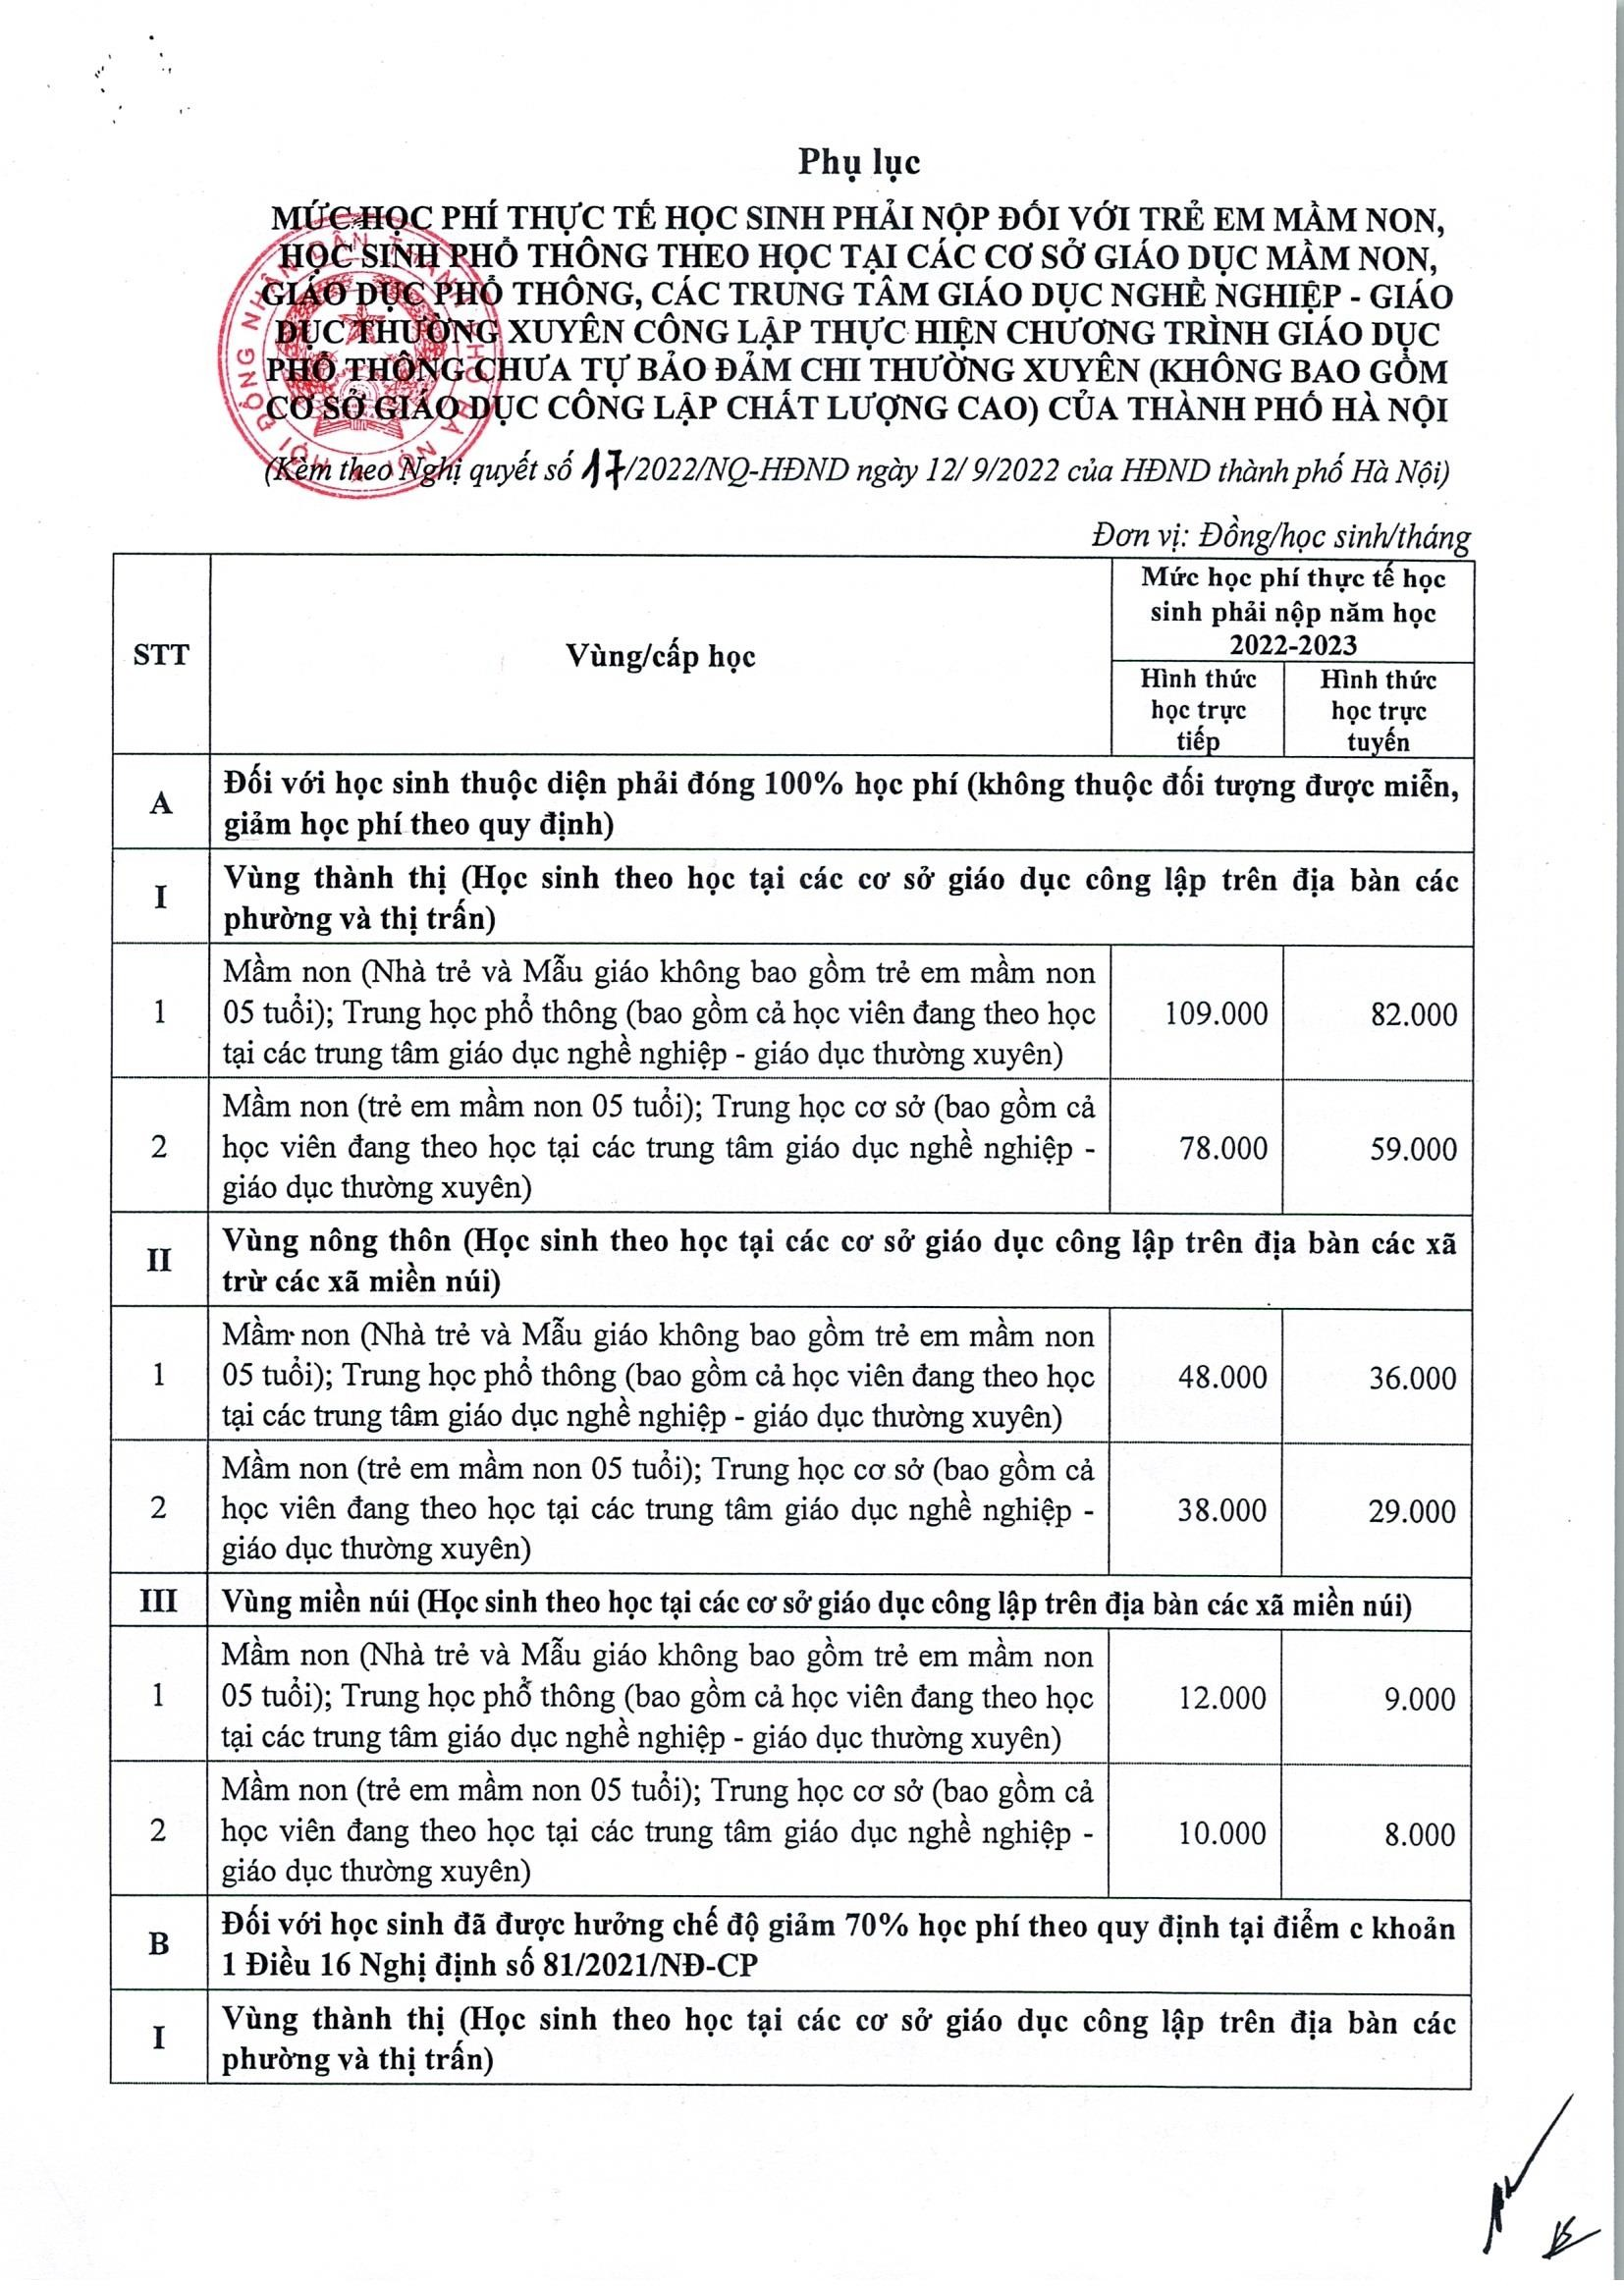 Phụ lục
MỨC HỌC PHÍ THỰC TẾ HỌC SINH PHẢI NỘP ĐỐI VỚI TRẺ EM MẦM NON,
HỌC SINH PHỔ THÔNG THEO HỌC TẠI CÁC CƠ SỞ GIÁO DỤC MẦM NON,
GIÁO DỤC PHỔ THÔNG, CÁC TRUNG TÂM GIÁO DỤC NGHỀ NGHIỆP - GIÁO
DỤC THƯỜNG XUYÊN CÔNG LẬP THỰC HIỆN CHƯƠNG TRÌNH GIÁO DỤC
PHỔ THÔNG CHƯA TỰ BẢO ĐẢM CHI THƯỜNG XUYÊN (KHÔNG BAO GỒM
CƠ SỞ GIÁO DỤC CÔNG LẬP CHẤT LƯỢNG CAO) CỦA THÀNH PHỐ HÀ NỘI
HỘI ĐỒNG NHÂN DÂN THÀNH PHỐ HÀ NỘI
(Kèm theo Nghị quyết số 17/2022/NQ-HĐND ngày 12/ 9/2022 của HĐND thành phố Hà Nội)
Đơn vị: Đồng/học sinh/tháng
STT
Vùng/cấp học
Mức học phí thực tế học
sinh phải nộp năm học
2022-2023
Hình thức
học trực
tiếp
Hình thức
học trực
tuyến
A
Đối với học sinh thuộc diện phải đóng 100% học phí (không thuộc đối tượng được miễn,
giảm học phí theo quy định)
I
Vùng thành thị (Học sinh theo học tại các cơ sở giáo dục công lập trên địa bàn các
phường và thị trấn)
1
Mầm non (Nhà trẻ và Mẫu giáo không bao gồm trẻ em mầm non
05 tuổi); Trung học phổ thông (bao gồm cả học viên đang theo học
tại các trung tâm giáo dục nghề nghiệp - giáo dục thường xuyên)
109.000
82.000
2
Mầm non (trẻ em mầm non 05 tuổi); Trung học cơ sở (bao gồm cả
học viên đang theo học tại các trung tâm giáo dục nghề nghiệp -
giáo dục thường xuyên)
78.000
59.000
II
Vùng nông thôn (Học sinh theo học tại các cơ sở giáo dục công lập trên địa bàn các xã
trừ các xã miền núi)
1
Mầm non (Nhà trẻ và Mẫu giáo không bao gồm trẻ em mầm non
05 tuổi); Trung học phổ thông (bao gồm cả học viên đang theo học
tại các trung tâm giáo dục nghề nghiệp - giáo dục thường xuyên)
48.000
36.000
2
Mầm non (trẻ em mầm non 05 tuổi); Trung học cơ sở (bao gồm cả
học viên đang theo học tại các trung tâm giáo dục nghề nghiệp -
giáo dục thường xuyên)
38.000
29.000
III
Vùng miền núi (Học sinh theo học tại các cơ sở giáo dục công lập trên địa bàn các xã miền núi)
1
Mầm non (Nhà trẻ và Mẫu giáo không bao gồm trẻ em mầm non
05 tuổi); Trung học phổ thông (bao gồm cả học viên đang theo học
tại các trung tâm giáo dục nghề nghiệp - giáo dục thường xuyên)
12.000
9.000
2
Mầm non (trẻ em mầm non 05 tuổi); Trung học cơ sở (bao gồm cả
học viên đang theo học tại các trung tâm giáo dục nghề nghiệp -
giáo dục thường xuyên)
10.000
8.000
B
Đối với học sinh đã được hưởng chế độ giảm 70% học phí theo quy định tại điểm c khoản
1 Điều 16 Nghị định số 81/2021/NĐ-CP
I
Vùng thành thị (Học sinh theo học tại các cơ sở giáo dục công lập trên địa bàn các
phường và thị trấn)